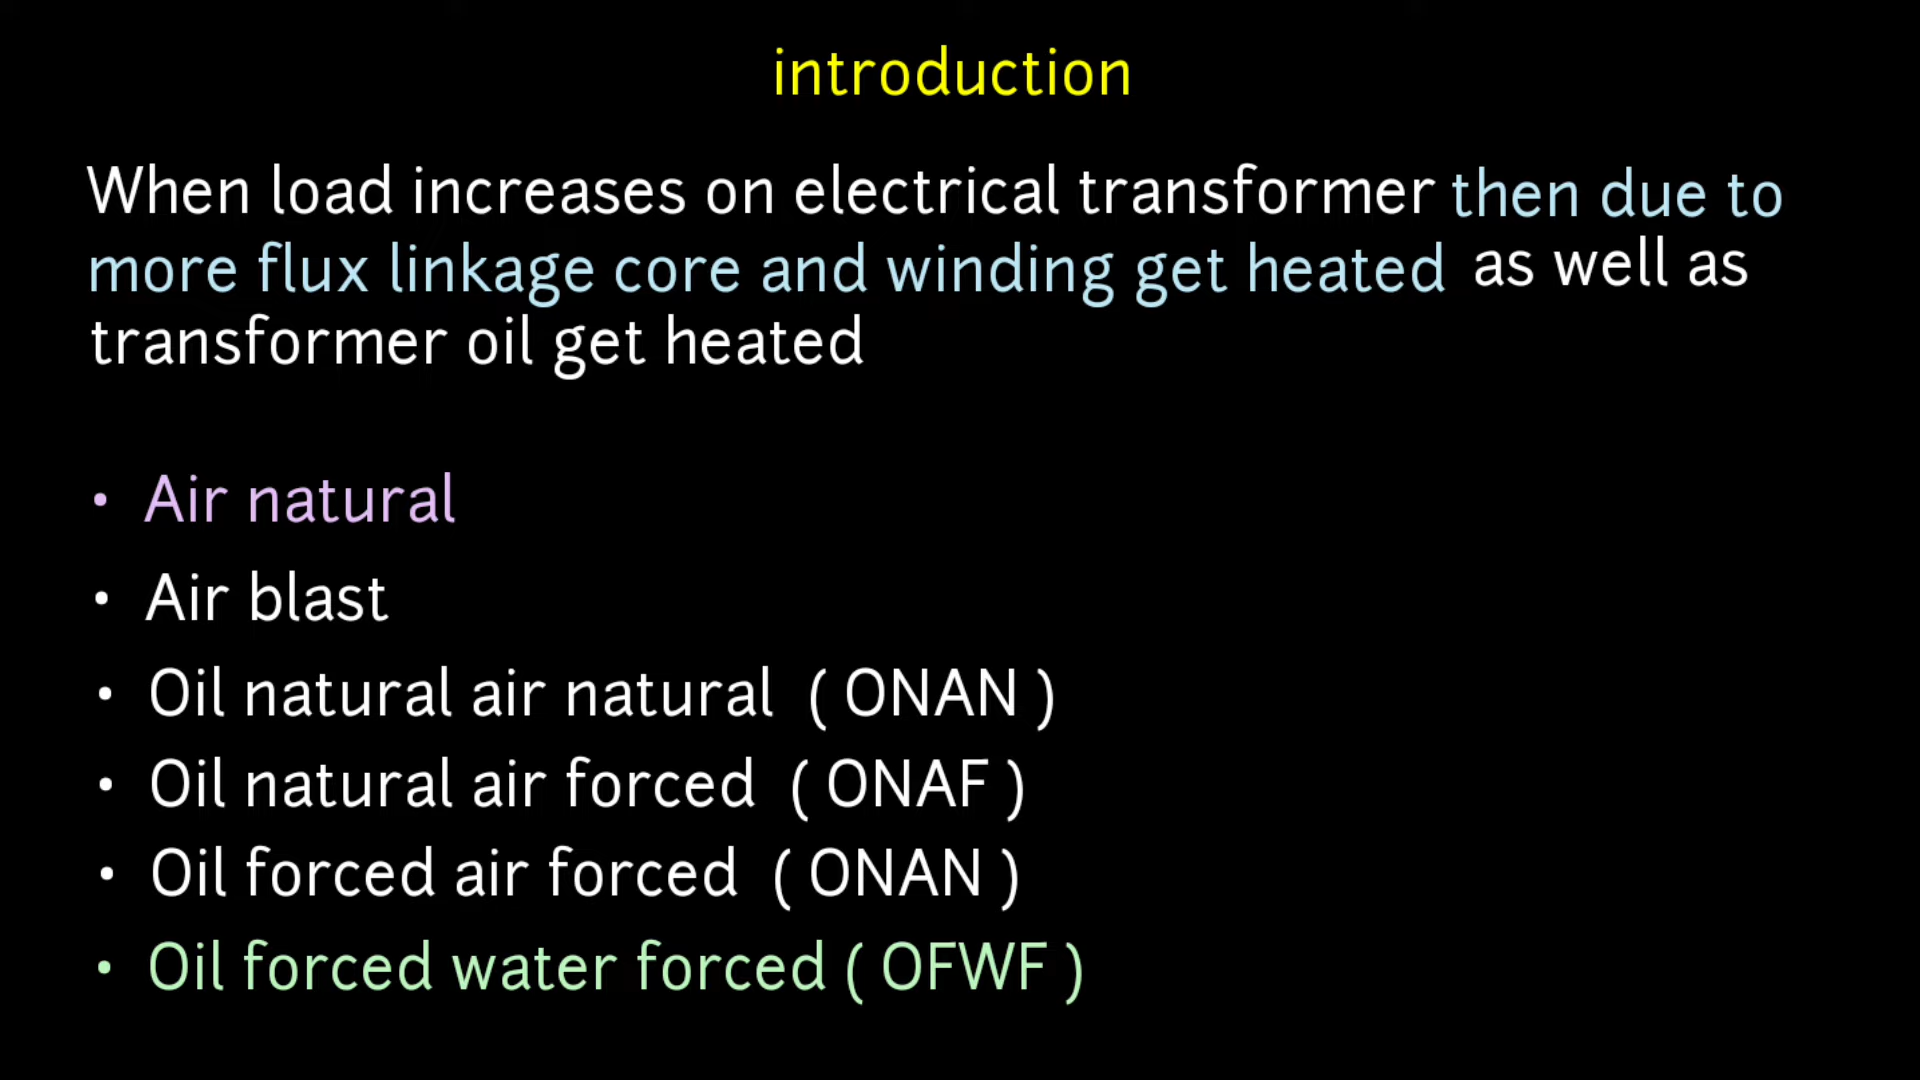 introduction
When load increases on electrical transformer then due to
more flux linkage core and winding get heated as well as
transformer oil get heated
• Air natural
• Air blast
• Oil natural air natural ( ONAN )
• Oil natural air forced ( ONAF )
• Oil forced air forced ( ONAN )
• Oil forced water forced ( OFWF )